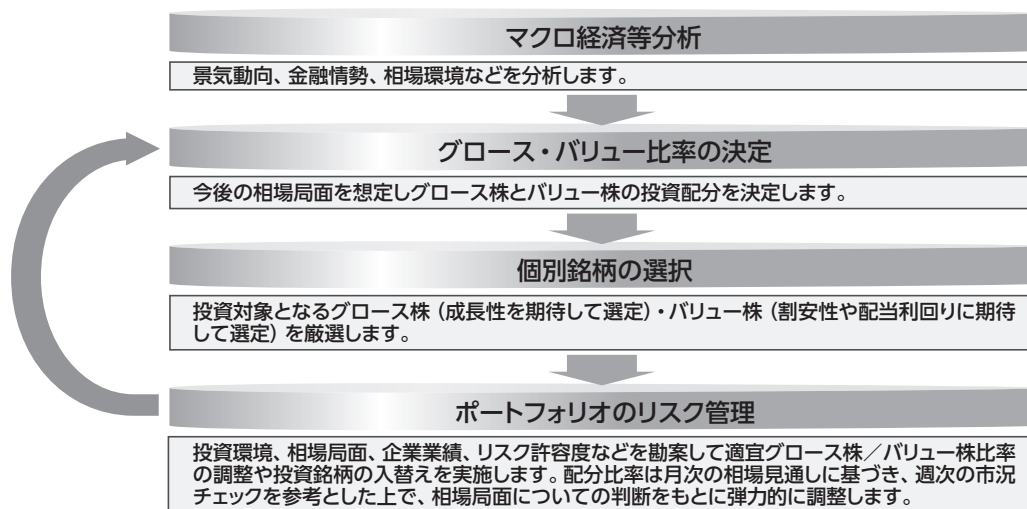 マクロ経済等分析
景気動向、金融情勢、相場環境などを分析します。
グロース・バリュー比率の決定
今後の相場局面を想定しグロース株とバリュー株の投資配分を決定します。
個別銘柄の選択
投資対象となるグロース株（成長性を期待して選定）・バリュー株（割安性や配当利回りに期待
して選定）を厳選します。
ポートフォリオのリスク管理
投資環境、相場局面、企業業績、リスク許容度などを勘案して適宜グロース株／バリュー株比率
の調整や投資銘柄の入替えを実施します。配分比率は月次の相場見通しに基づき、週次の市況
チェックを参考とした上で、相場局面についての判断をもとに弾力的に調整します。